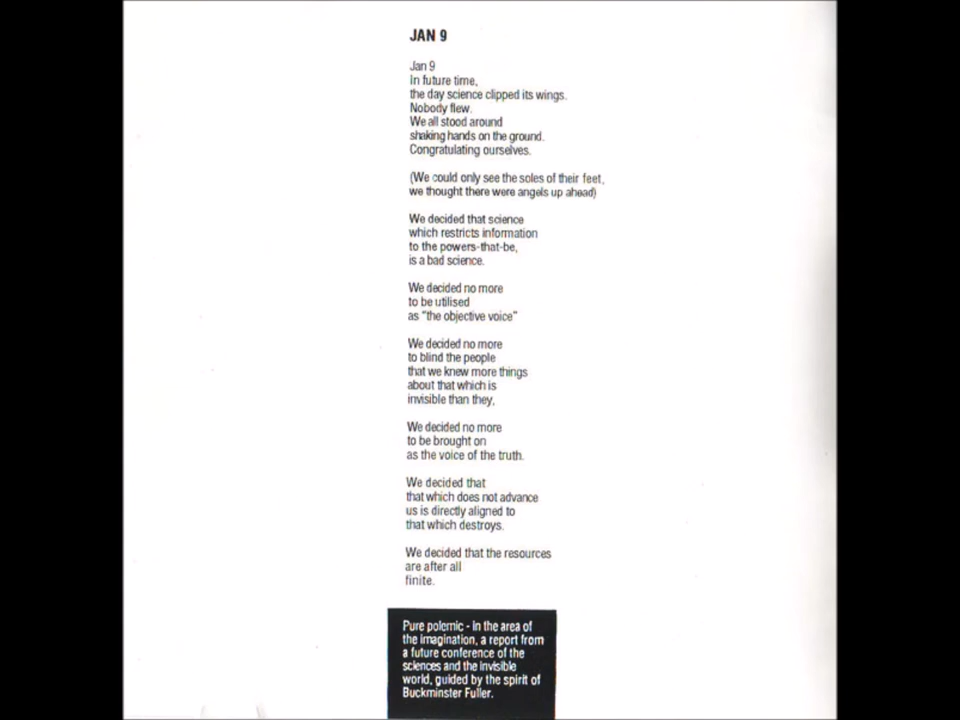 JAN 9
Jan 9
In future time,
the day science clipped its wings.
Nobody flew.
We all stood around
shaking hands on the ground.
Congratulating ourselves.
(We could only see the soles of their feet,
we thought there were angels up ahead)
We decided that science
which restricts information
to the powers-that-be,
is a bad science.
We decided no more
to be utilised
as "the objective voice"
We decided no more
to blind the people
that we knew more things
about that which is
invisible than they,
We decided no more
to be brought on
as the voice of the truth.
We decided that
that which does not advance
us is directly aligned to
that which destroys.
We decided that the resources
are after all
finite.
Pure polemic - in the area of
the imagination, a report from
a future conference of the
sciences and the invisible
world, guided by the spirit of
Buckminster Fuller.